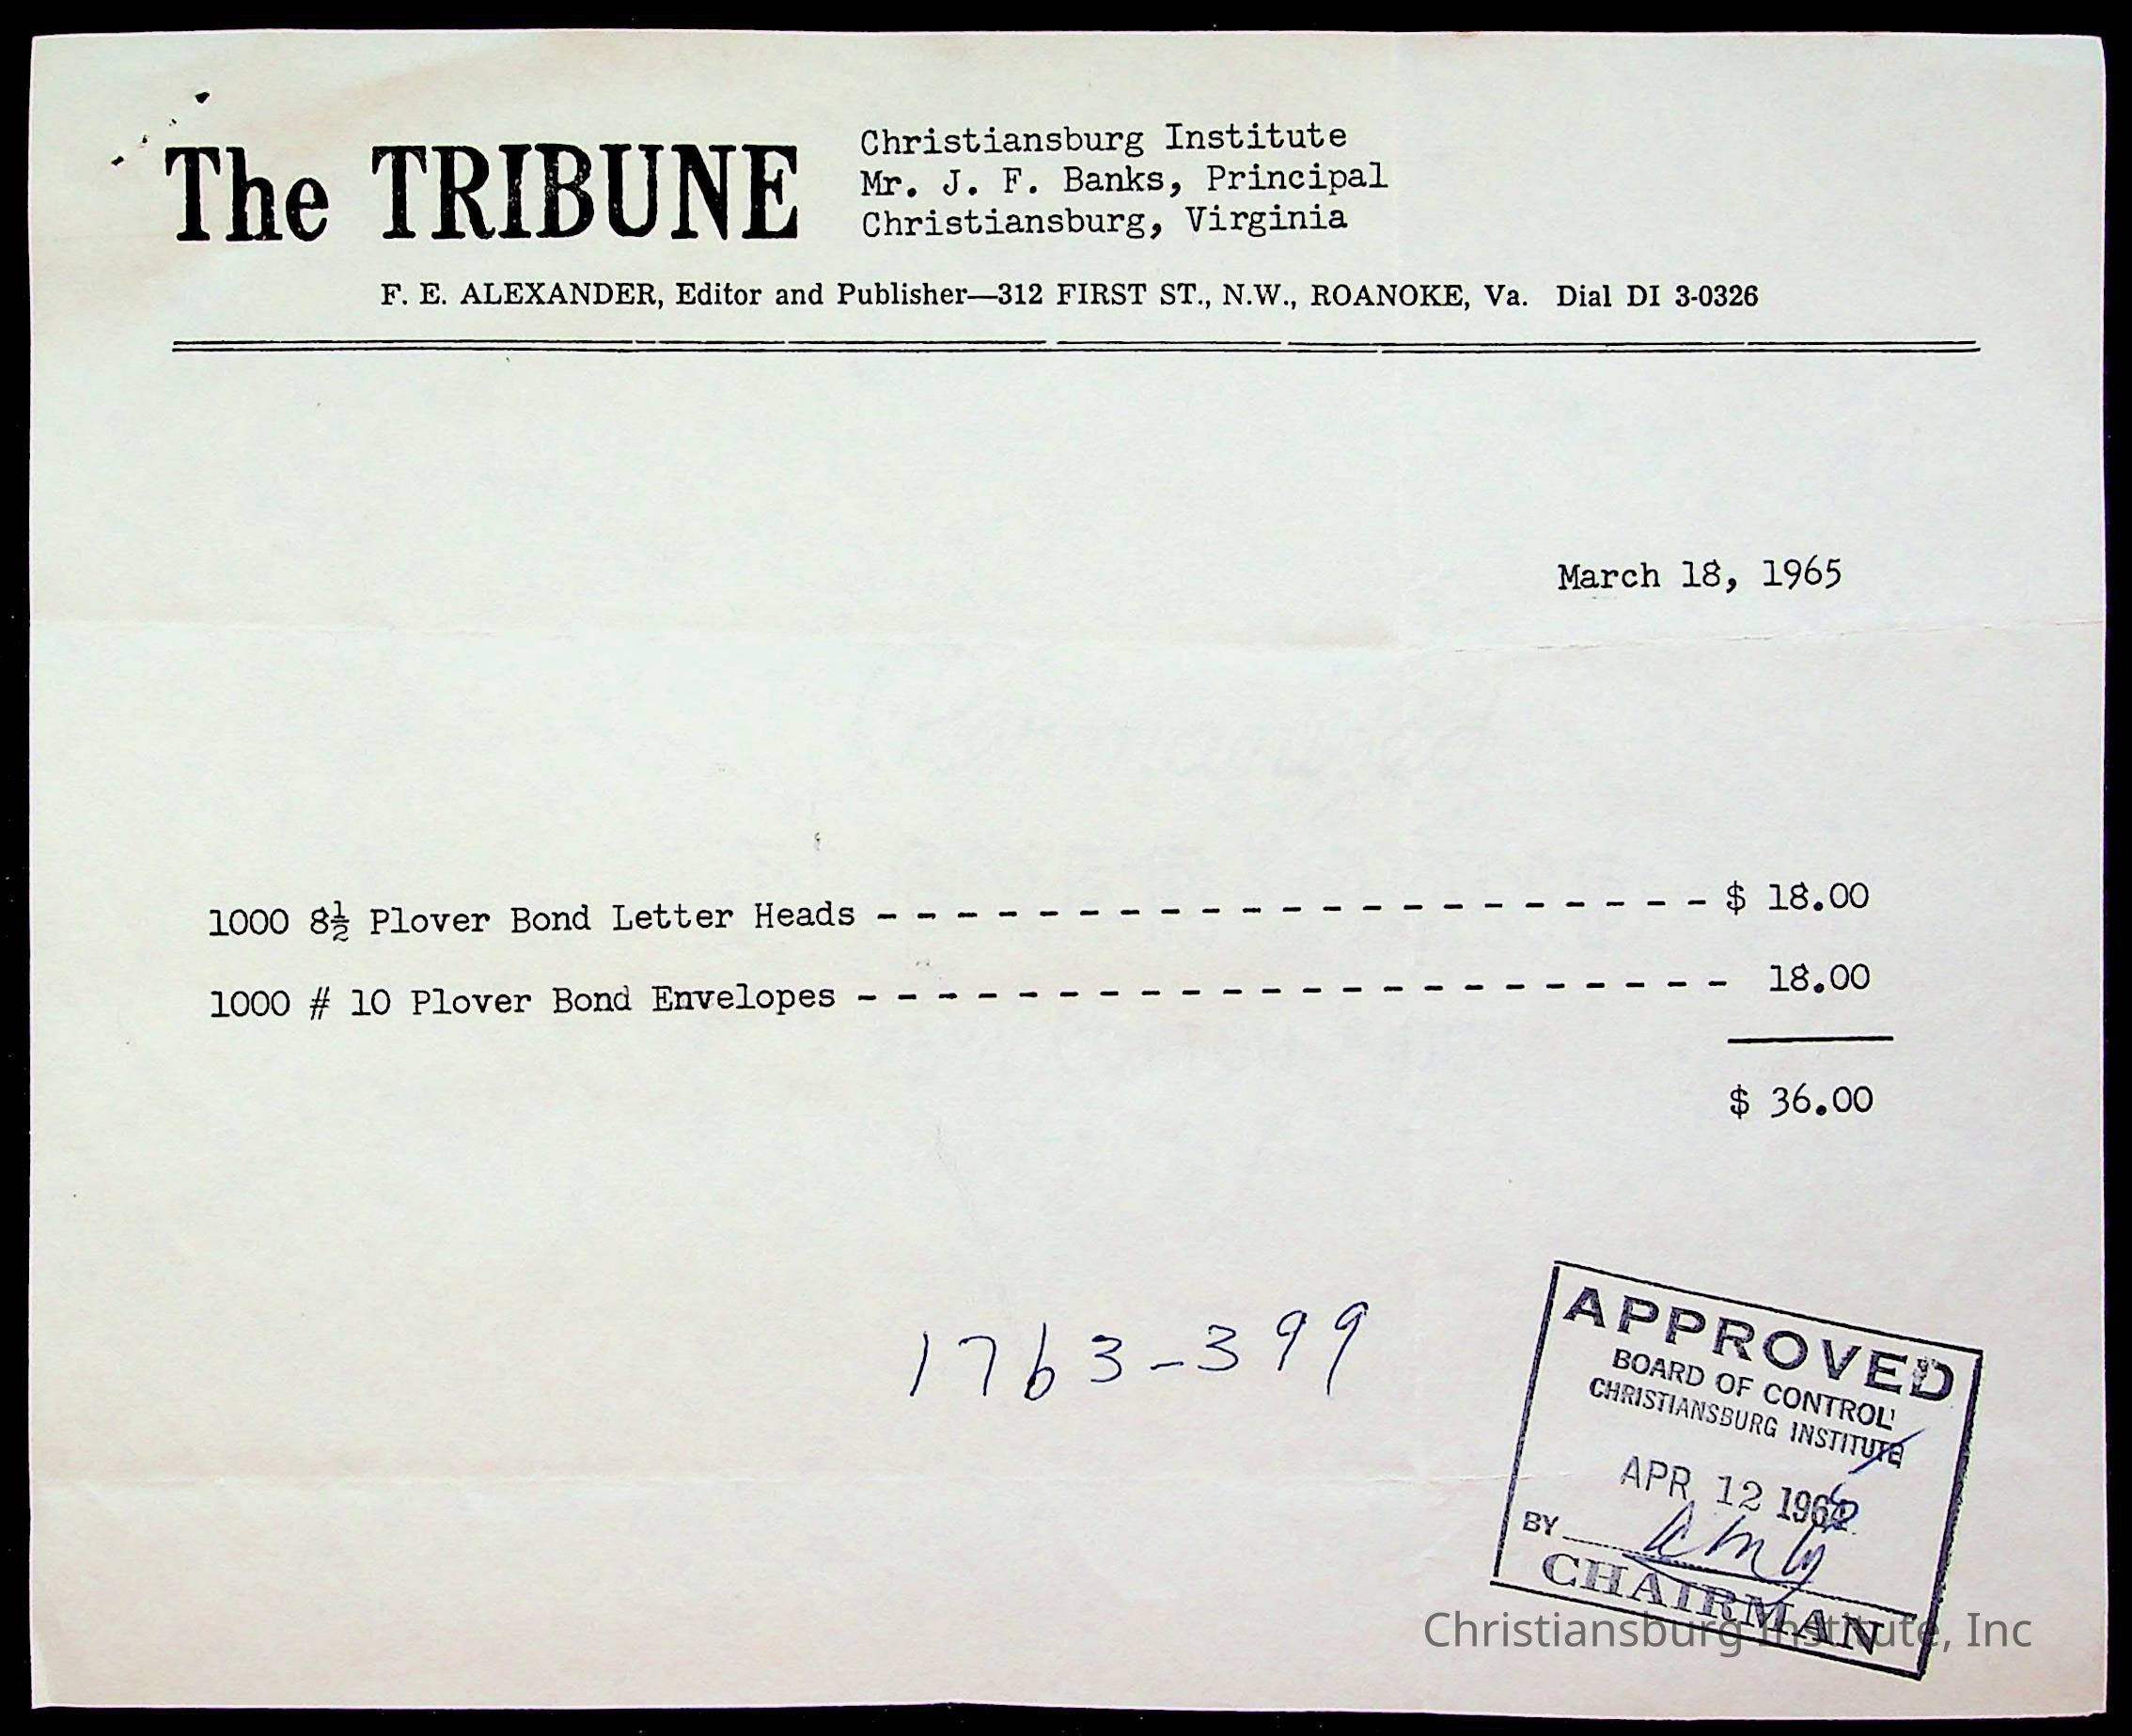 The TRIBUNE
Christiansburg Institute
Mr. J. F. Banks, Principal
Christiansburg, Virginia
F. E. ALEXANDER, Editor and Publisher—312 FIRST ST., N.W., ROANOKE, Va. Dial DI 3-0326
March 18, 1965
1000 8½ Plover Bond Letter Heads - - - - - - - - - - - - - - - - - - - - - $ 18.00
1000 # 10 Plover Bond Envelopes - - - - - - - - - - - - - - - - - - - - - - 18.00
$ 36.00
1763-399
APPROVED
BOARD OF CONTROL
CHRISTIANSBURG INSTITUTE
APR 12
BY
CHAIRMAN
Christiansburg Institute, Inc